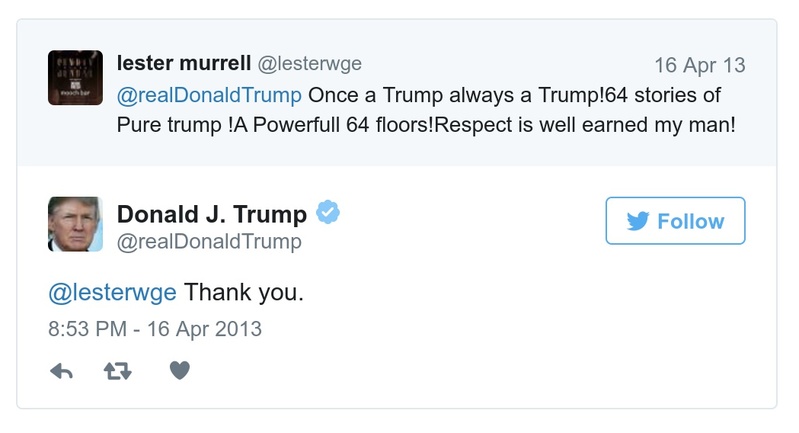 lester murrell @lesterwge
16 Apr 13
@realDonaldTrump Once a Trump always a Trump!64 stories of
Pure trump !A Powerfull 64 floors!Respect is well earned my man!
Donald J. Trump
Follow
@realDonaldTrump
@lesterwge Thank you.
8:53 PM - 16 Apr 2013